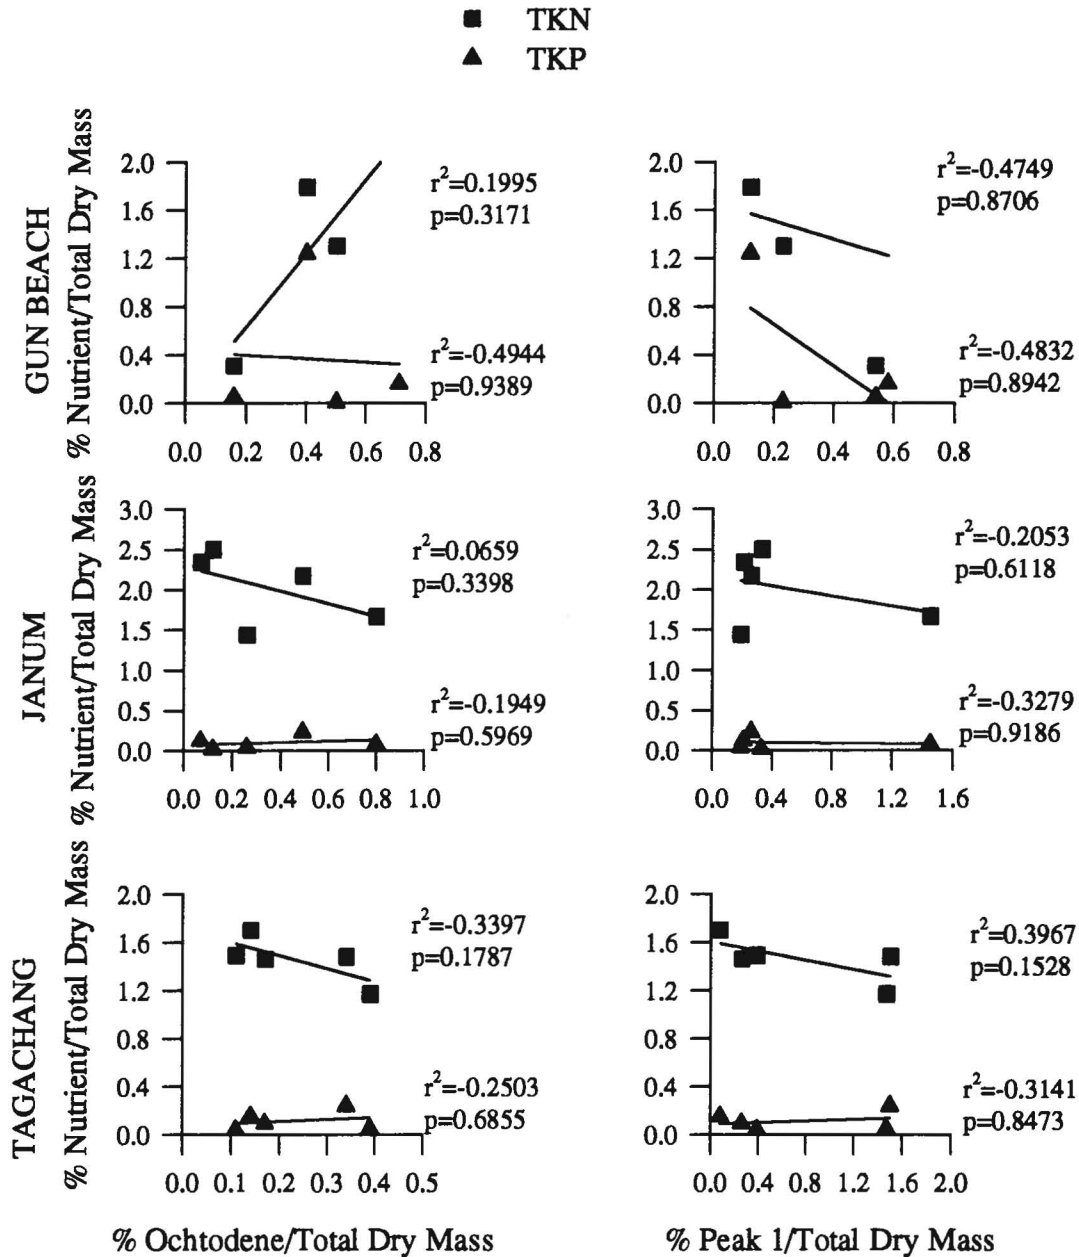 TKN
TKP
GUN BEACH
% Nutrient/Total Dry Mass
2.0
1.6
1.2
0.8
0.4
0.0
0.0 0.2 0.4 0.6 0.8
r²=0.1995
p=0.3171
r²=-0.4944
p=0.9389
2.0
1.6
1.2
0.8
0.4
0.0
0.0 0.2 0.4 0.6 0.8
r²=-0.4749
p=0.8706
r²=-0.4832
p=0.8942
JANUM
% Nutrient/Total Dry Mass
3.0
2.5
2.0
1.5
1.0
0.5
0.0
0.0 0.2 0.4 0.6 0.8 1.0
r²=0.0659
p=0.3398
r²=-0.1949
p=0.5969
3.0
2.5
2.0
1.5
1.0
0.5
0.0
0.0 0.4 0.8 1.2 1.6
r²=-0.2053
p=0.6118
r²=-0.3279
p=0.9186
TAGACHANG
% Nutrient/Total Dry Mass
2.0
1.6
1.2
0.8
0.4
0.0
0.0 0.1 0.2 0.3 0.4 0.5
r²=-0.3397
p=0.1787
r²=-0.2503
p=0.6855
% Ochtodene/Total Dry Mass
2.0
1.6
1.2
0.8
0.4
0.0
0.0 0.4 0.8 1.2 1.6 2.0
r²=0.3967
p=0.1528
r²=-0.3141
p=0.8473
% Peak 1/Total Dry Mass